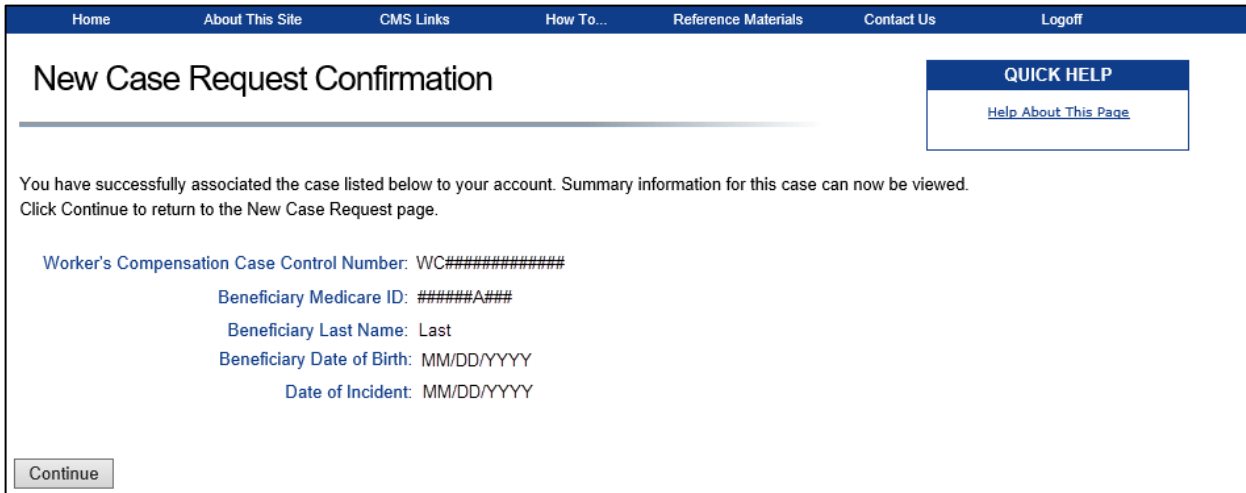 Home About This Site CMS Links How To... Reference Materials Contact Us Logoff
New Case Request Confirmation
QUICK HELP
Help About This Page
You have successfully associated the case listed below to your account. Summary information for this case can now be viewed.
Click Continue to return to the New Case Request page.
Worker's Compensation Case Control Number: WC#############
Beneficiary Medicare ID: ######A###
Beneficiary Last Name: Last
Beneficiary Date of Birth: MM/DD/YYYY
Date of Incident: MM/DD/YYYY
Continue